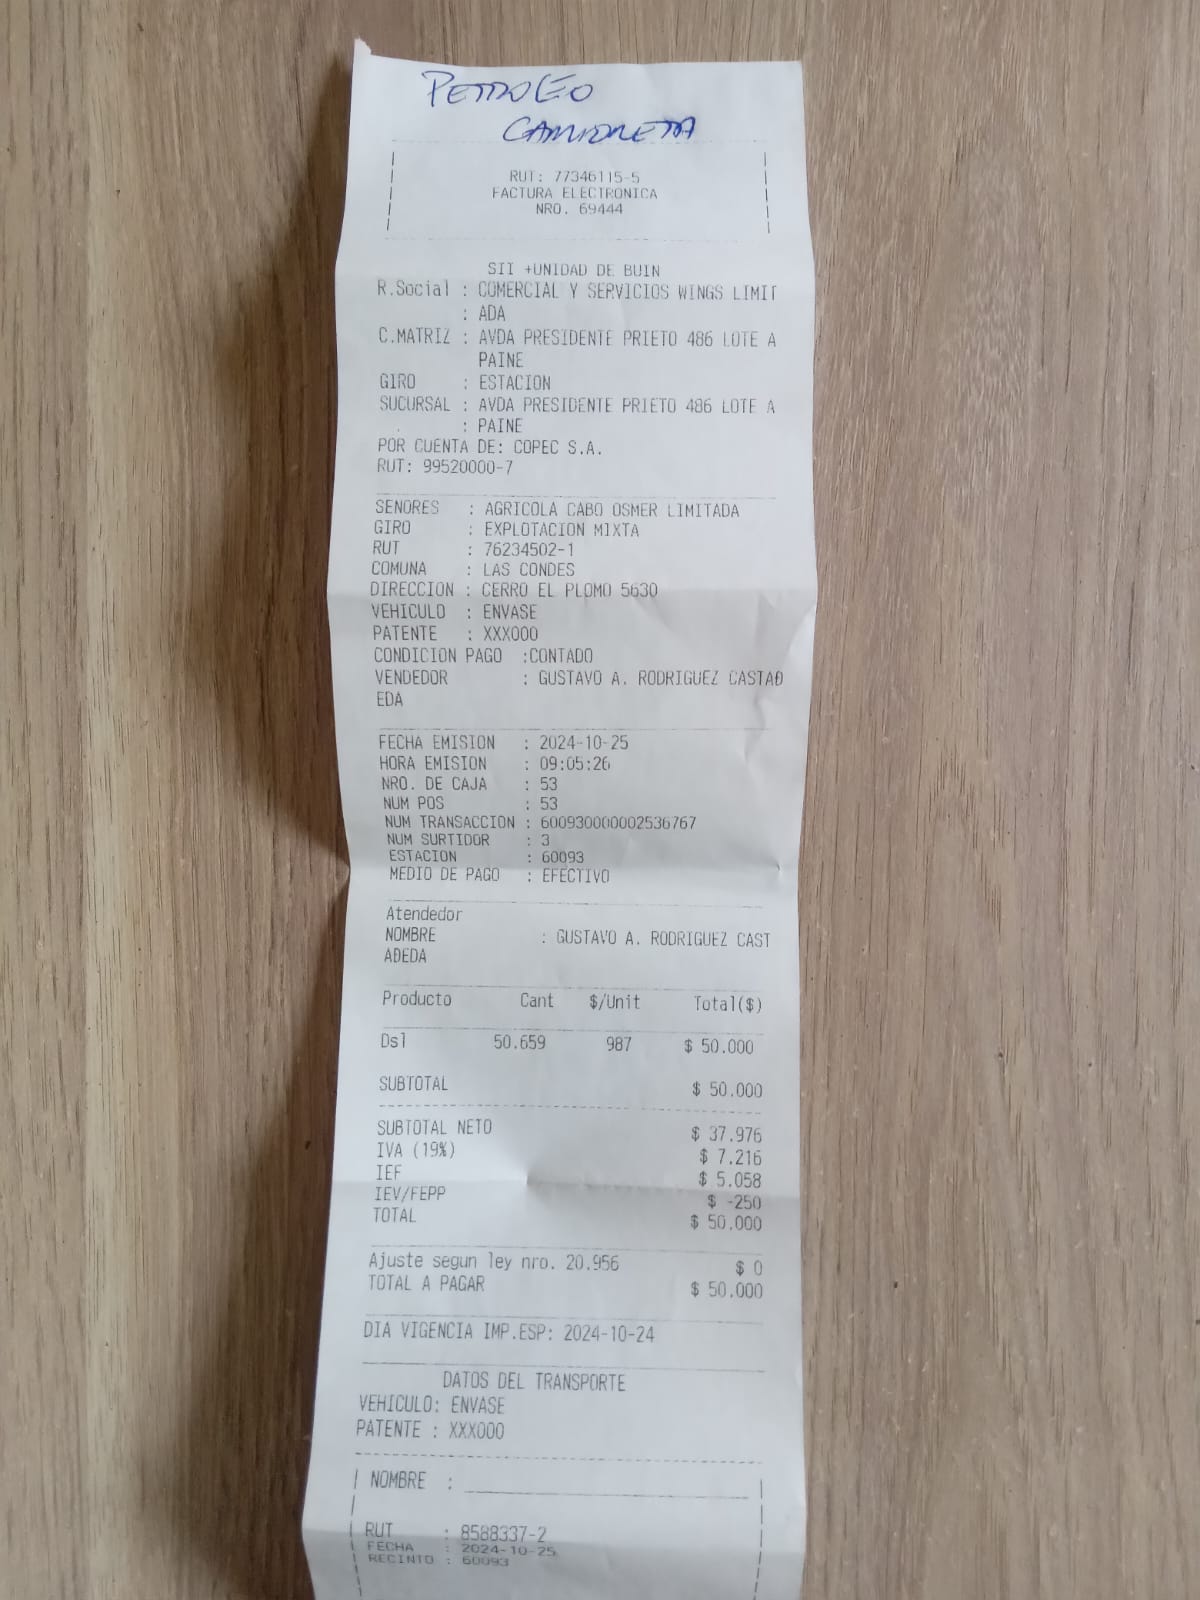 PETROLEO
CAMIONETA
RUT: 77346115-5
FACTURA ELECTRONICA
NRO. 69444
SII +UNIDAD DE BUIN
R.Social : COMERCIAL Y SERVICIOS WINGS LIMIT
: ADA
C.MATRIZ : AVDA PRESIDENTE PRIETO 486 LOTE A
PAINE
GIRO : ESTACION
SUCURSAL : AVDA PRESIDENTE PRIETO 486 LOTE A
: PAINE
POR CUENTA DE: COPEC S.A.
RUT: 99520000-7
SENORES : AGRICOLA CABO OSMER LIMITADA
GIRO : EXPLOTACION MIXTA
RUT : 76234502-1
COMUNA : LAS CONDES
DIRECCION : CERRO EL PLOMO 5630
VEHICULO : ENVASE
PATENTE : XXX000
CONDICION PAGO :CONTADO
VENDEDOR : GUSTAVO A. RODRIGUEZ CASTAÐ
EDA
FECHA EMISION : 2024-10-25
HORA EMISION : 09:05:26
NRO. DE CAJA : 53
NUM POS : 53
NUM TRANSACCION : 600930000002536767
NUM SURTIDOR : 3
ESTACION : 60093
MEDIO DE PAGO : EFECTIVO
Atendedor
NOMBRE : GUSTAVO A. RODRIGUEZ CAST
AÐEDA
Producto Cant $/Unit Total($)
Dsl 50.659 987 $ 50.000
SUBTOTAL $ 50.000
SUBTOTAL NETO $ 37.976
IVA (19%) $ 7.216
IEF $ 5.058
IEV/FEPP $ -250
TOTAL $ 50.000
Ajuste segun ley nro. 20.956 $ 0
TOTAL A PAGAR $ 50.000
DIA VIGENCIA IMP.ESP: 2024-10-24
DATOS DEL TRANSPORTE
VEHICULO: ENVASE
PATENTE : XXX000
NOMBRE :
RUT : 8588337-2
FECHA : 2024-10-25
RECINTO : 60093